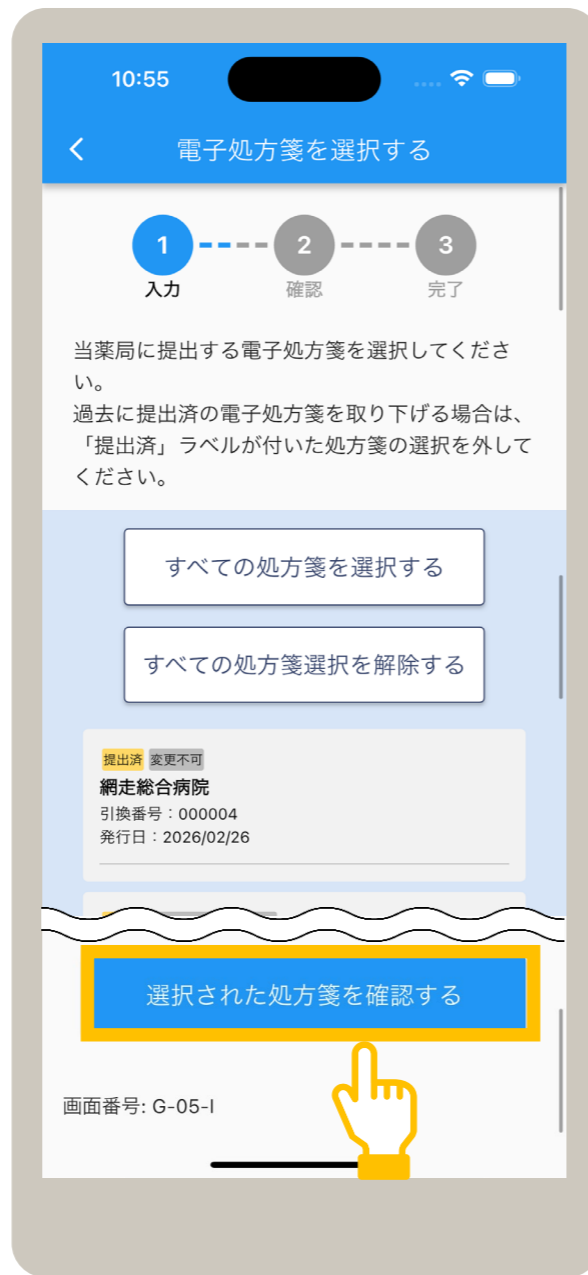 10:55
電子処方箋を選択する
1
2
3
入力
確認
完了
当薬局に提出する電子処方箋を選択してくださ
い。
過去に提出済の電子処方箋を取り下げる場合は、
「提出済」ラベルが付いた処方箋の選択を外して
ください。
すべての処方箋を選択する
すべての処方箋選択を解除する
提出済 変更不可
網走総合病院
引換番号：000004
発行日：2026/02/26
選択された処方箋を確認する
画面番号: G-05-I